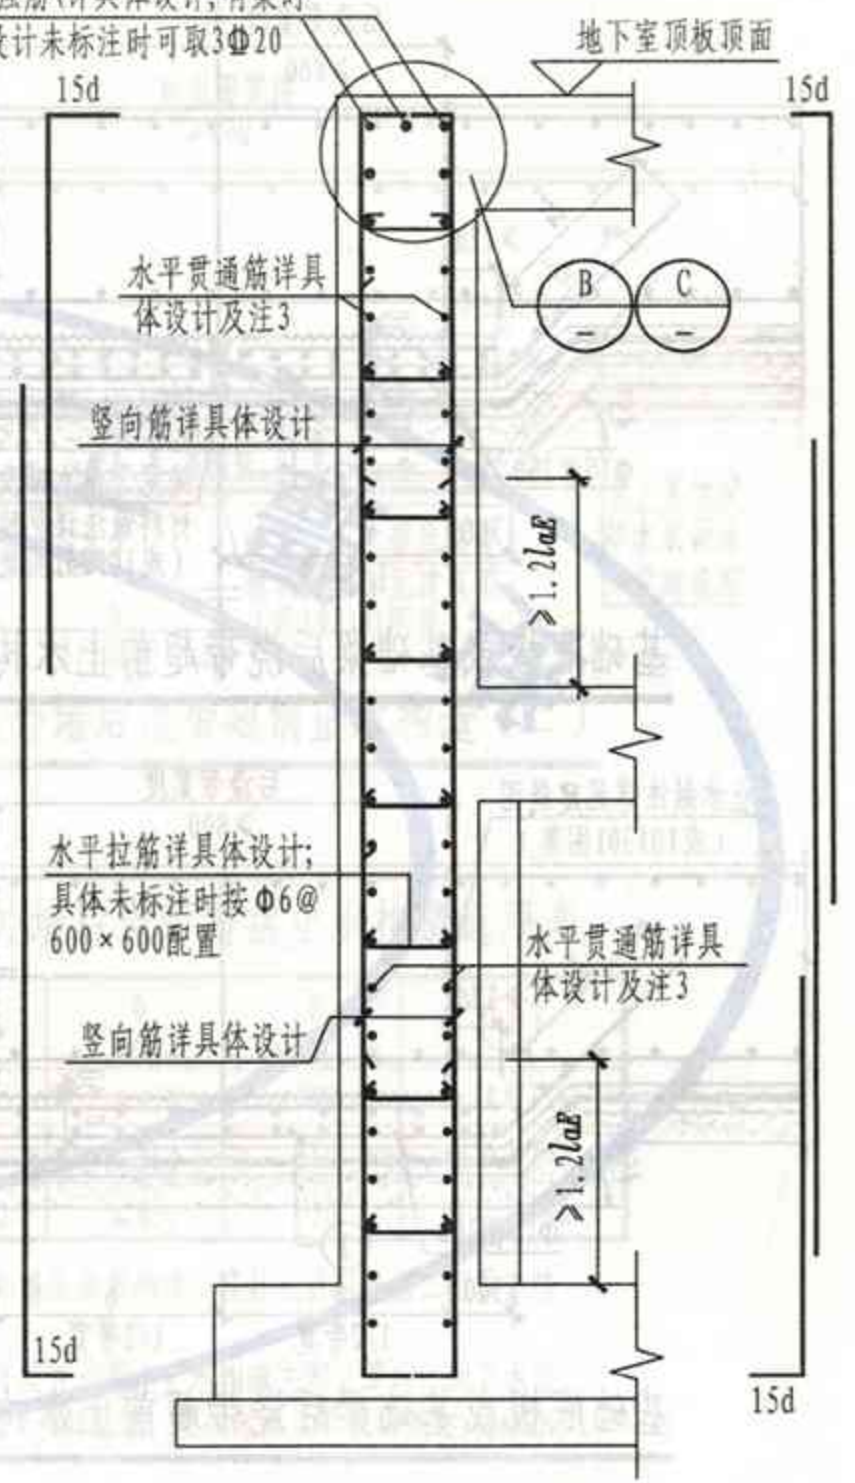 设计未标注时可取3Φ20
地下室顶板顶面
15d
15d
水平贯通筋详具
体设计及注3
B
C
—
—
竖向筋详具体设计
≥1.2laE
水平拉筋详具体设计;
具体未标注时按Φ6@
600×600配置
水平贯通筋详具
体设计及注3
竖向筋详具体设计
≥1.2laE
15d
15d